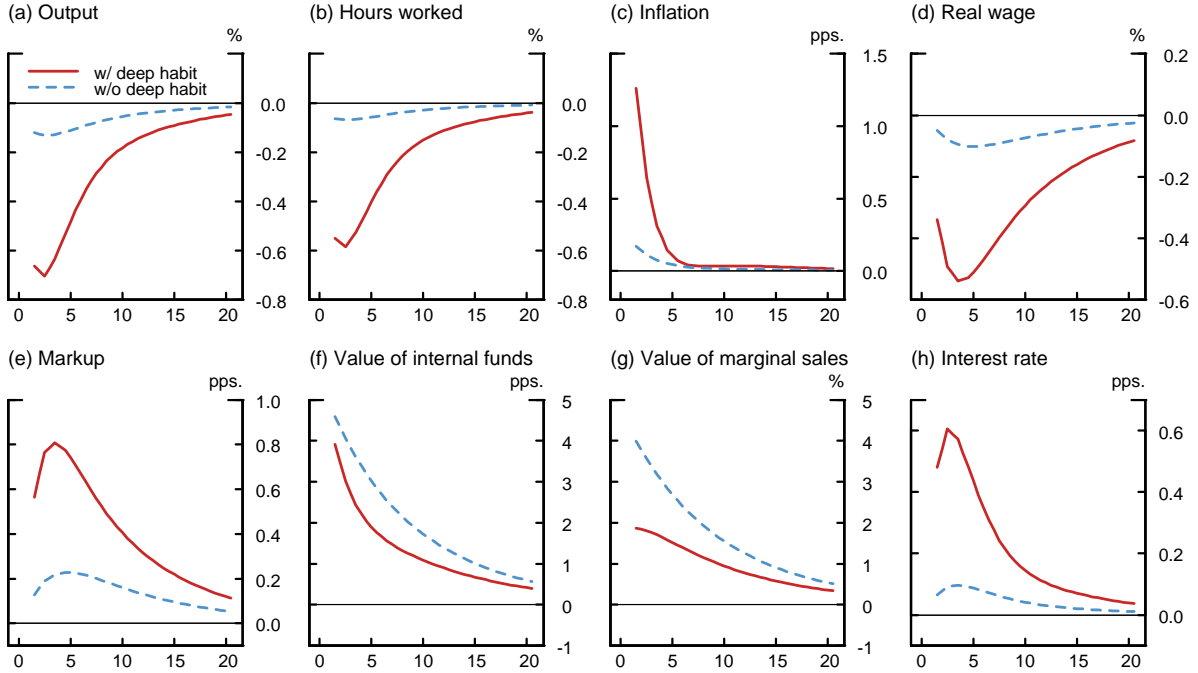 (a) Output
%
w/ deep habit
w/o deep habit
0.0
-0.2
-0.4
-0.6
-0.8
0 5 10 15 20
(b) Hours worked
%
0.0
-0.2
-0.4
-0.6
-0.8
0 5 10 15 20
(c) Inflation
pps.
1.5
1.0
0.5
0.0
0 5 10 15 20
(d) Real wage
%
0.2
0.0
-0.2
-0.4
-0.6
0 5 10 15 20
(e) Markup
pps.
1.0
0.8
0.6
0.4
0.2
0.0
0 5 10 15 20
(f) Value of internal funds
pps.
5
4
3
2
1
0
-1
0 5 10 15 20
(g) Value of marginal sales
%
5
4
3
2
1
0
-1
0 5 10 15 20
(h) Interest rate
pps.
0.6
0.4
0.2
0.0
0 5 10 15 20